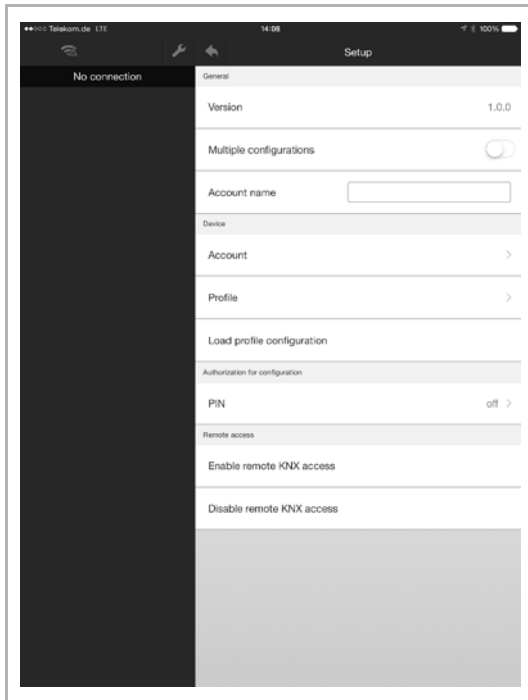 Telekom.de LTE
14:08
100%
Setup
No connection
General
Version
1.0.0
Multiple configurations
Account name
Device
Account
Profile
Load profile configuration
Authorization for configuration
PIN
off
Remote access
Enable remote KNX access
Disable remote KNX access